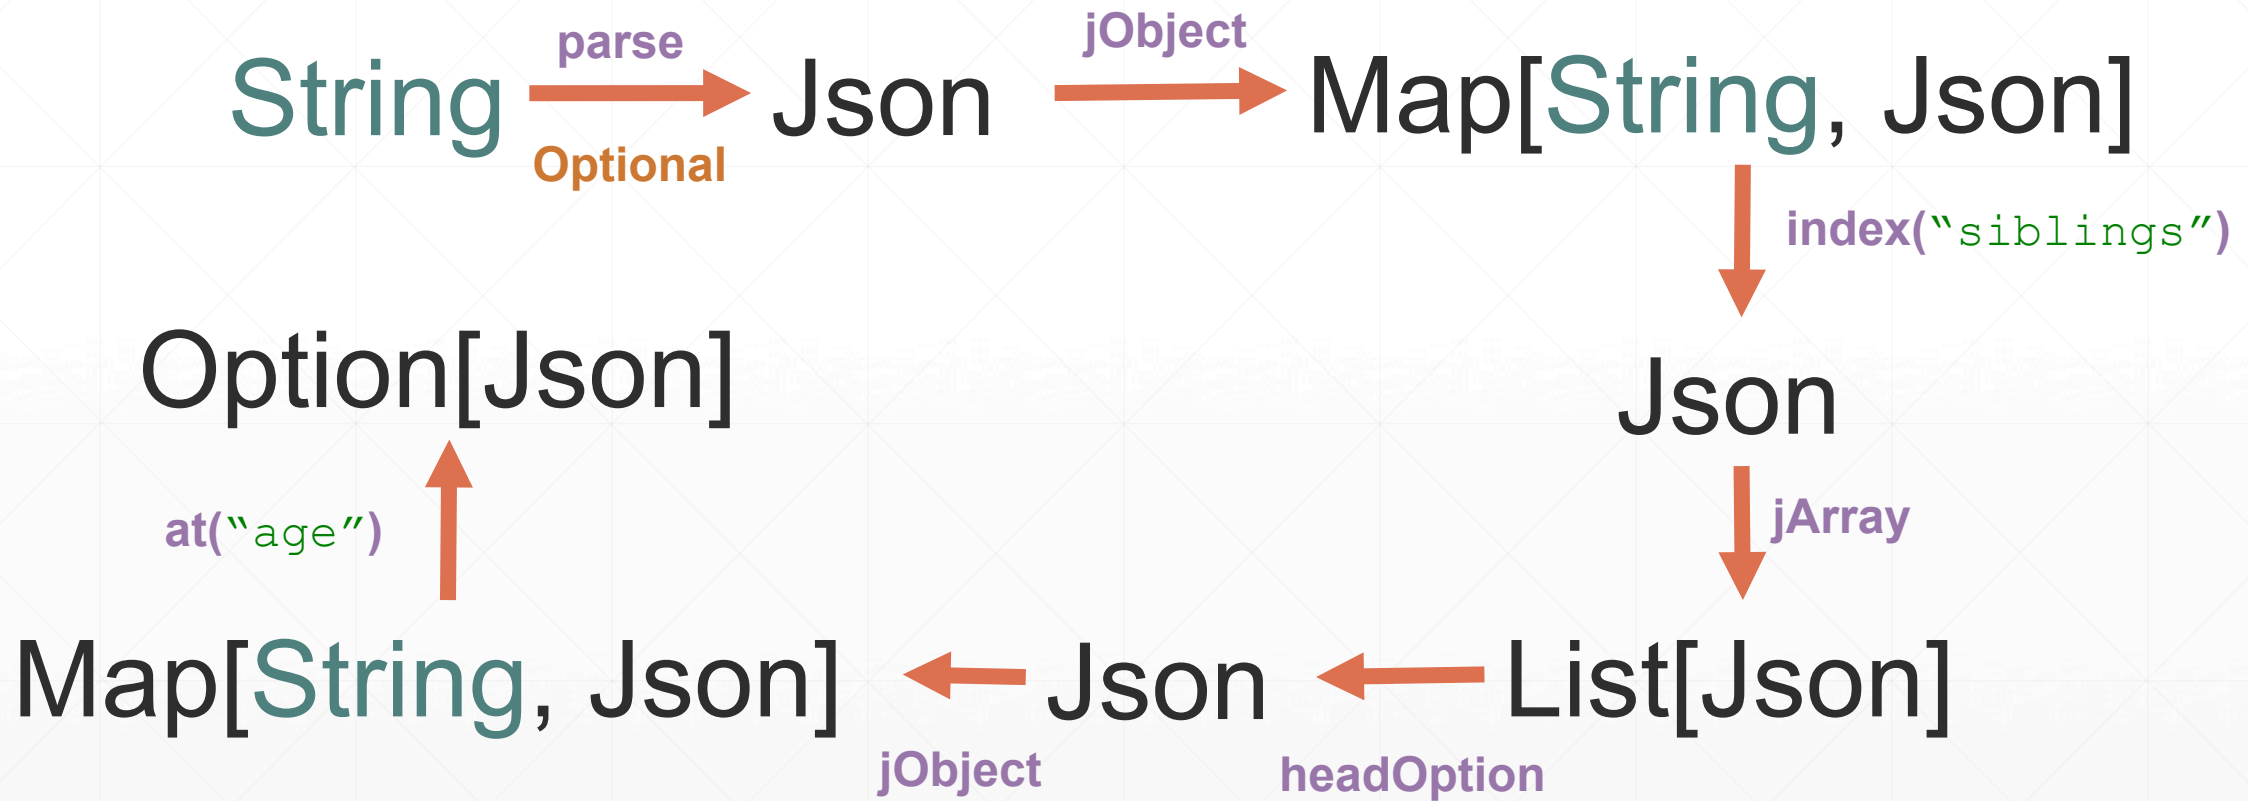 parse
jObject
String
Json
Map[String, Json]
Optional
index(“siblings”)
Option[Json]
Json
at(“age”)
jArray
Map[String, Json]
Json
List[Json]
jObject
headOption